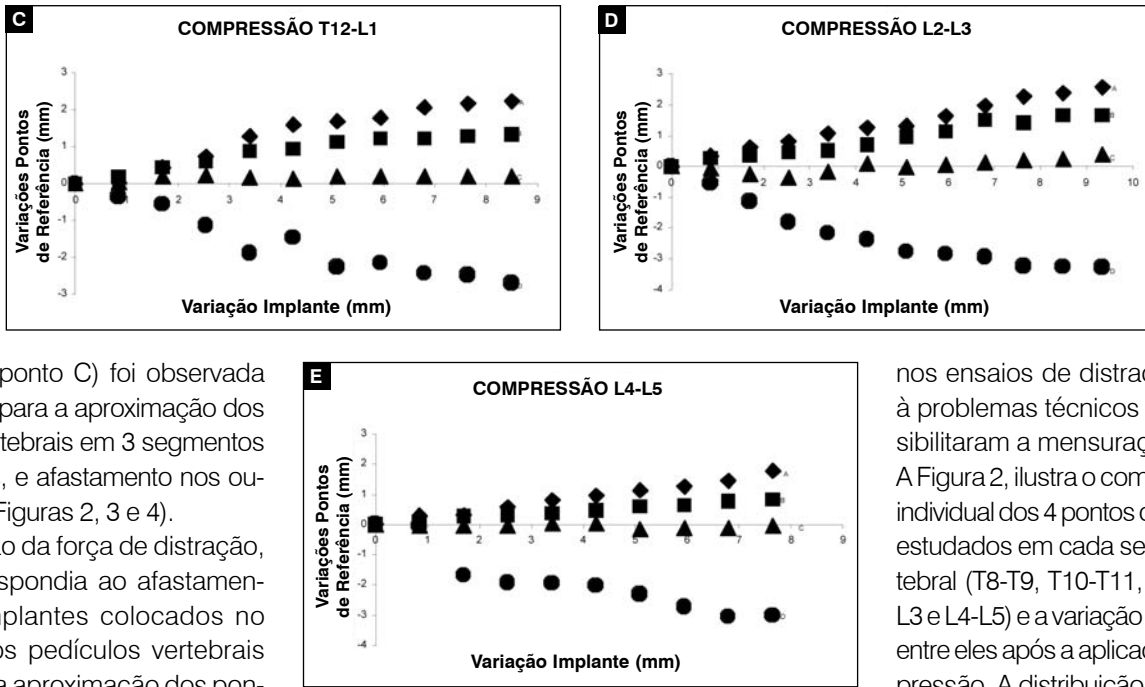 C
COMPRESSÃO T12-L1
Variações Pontos
de Referência (mm)
3
2
1
0
-1
-2
-3
0 1 2 3 4 5 6 7 8 9
A
C
D
Variação Implante (mm)
D
COMPRESSÃO L2-L3
Variações Pontos
de Referência (mm)
3
2
1
0
-1
-2
-3
-4
0 1 2 3 4 5 6 7 8 9 10
A
B
C
D
Variação Implante (mm)
ponto C) foi observada
para a aproximação dos
tebrais em 3 segmentos
, e afastamento nos ou-
Figuras 2, 3 e 4).
o da força de distração,
spondia ao afastamen-
nplantes colocados no
os pedículos vertebrais
a aproximação dos pon-
E
COMPRESSÃO L4-L5
Variações Pontos
de Referência (mm)
3
2
1
0
-1
-2
-3
-4
0 1 2 3 4 5 6 7 8 9
A
B
C
D
Variação Implante (mm)
nos ensaios de distraç
à problemas técnicos
sibilitaram a mensuraç
A Figura 2, ilustra o com
individual dos 4 pontos c
estudados em cada se
tebral (T8-T9, T10-T11,
L3 e L4-L5) e a variação
entre eles após a aplicac
pressão. A distribuição